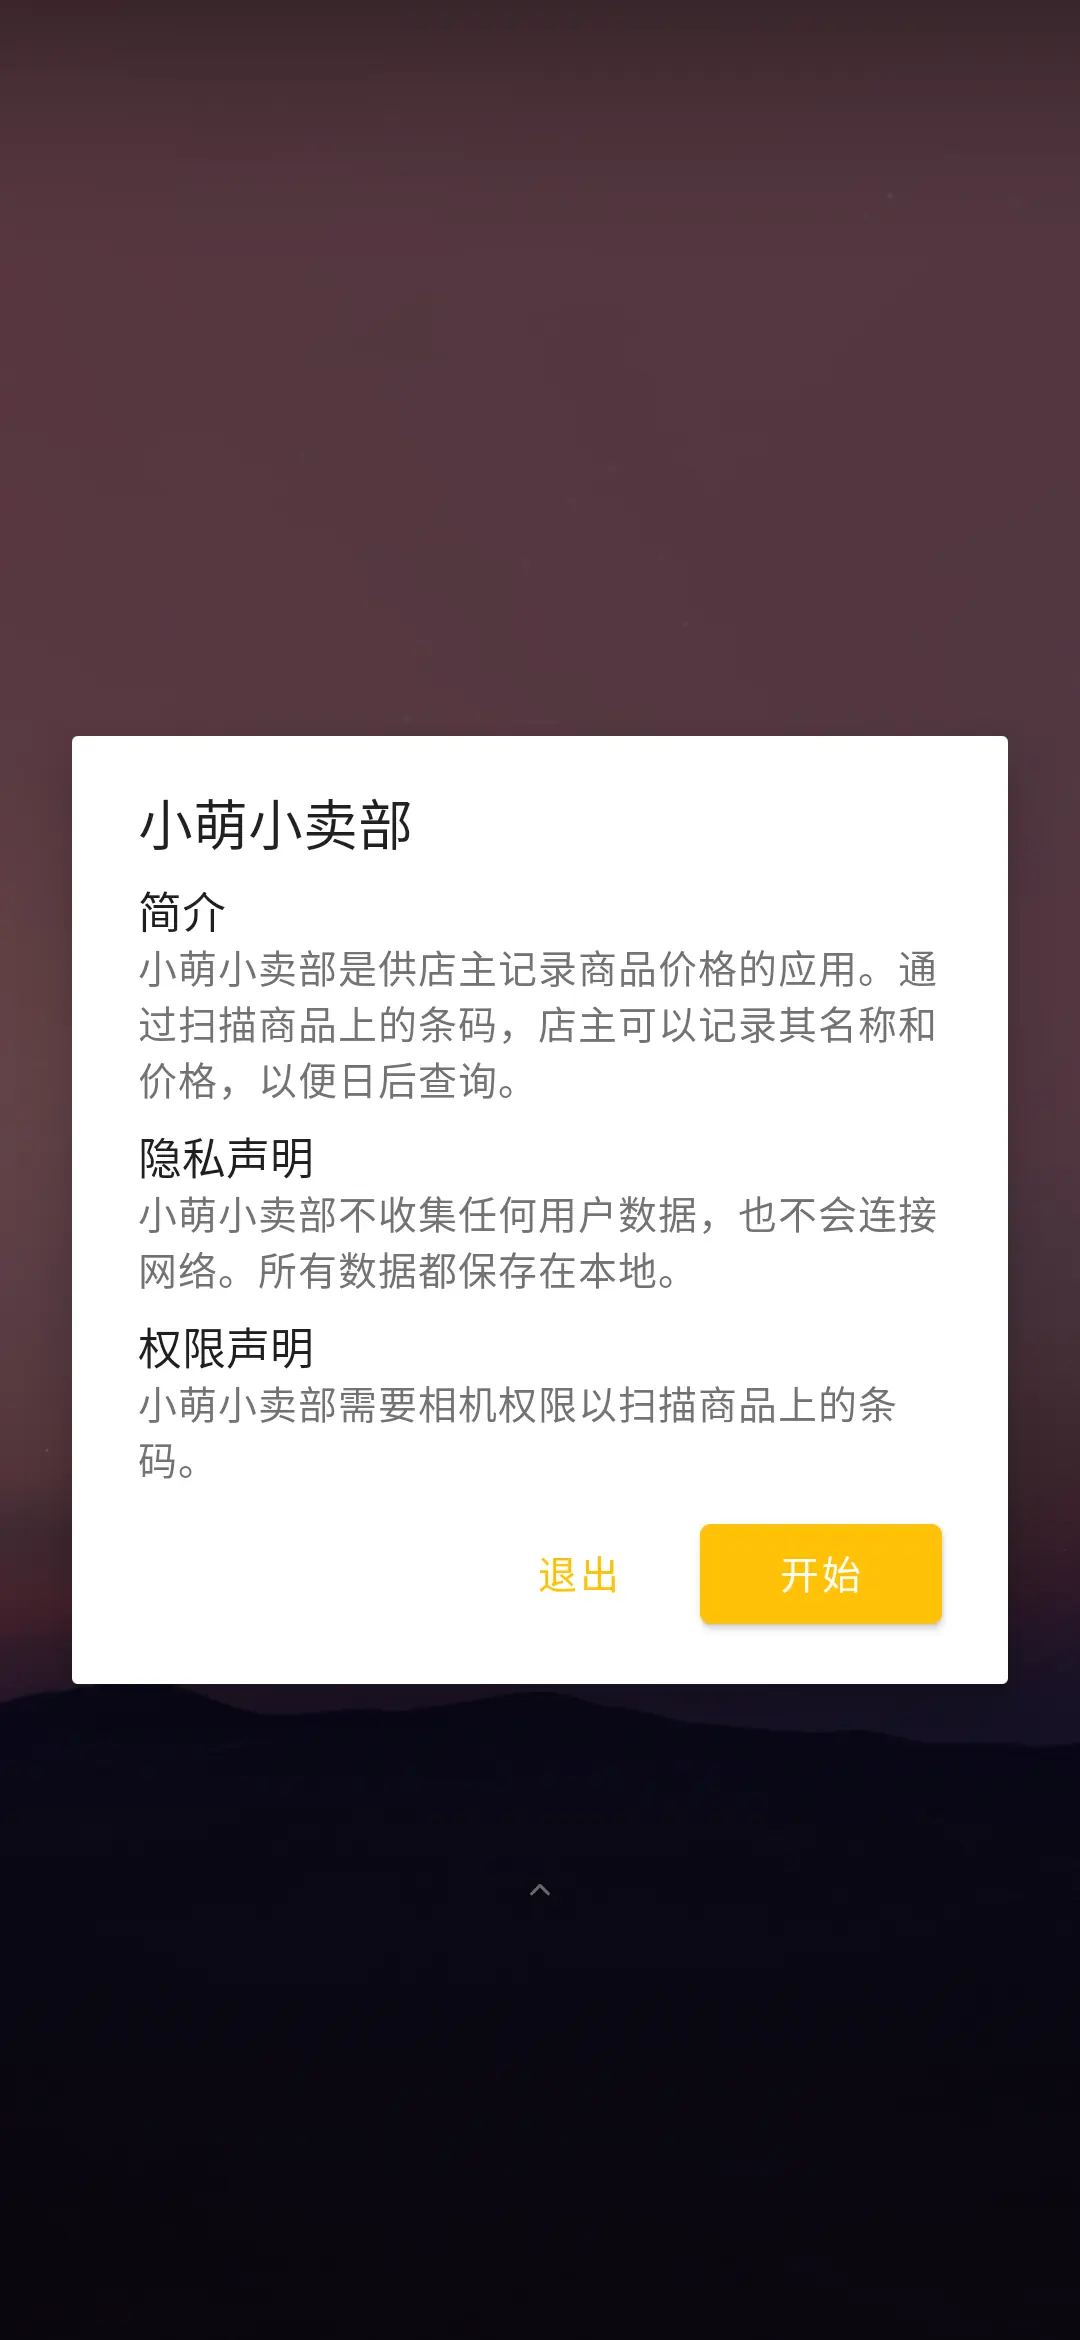 小萌小卖部
简介
小萌小卖部是供店主记录商品价格的应用。通
过扫描商品上的条码，店主可以记录其名称和
价格，以便日后查询。
隐私声明
小萌小卖部不收集任何用户数据，也不会连接
网络。所有数据都保存在本地。
权限声明
小萌小卖部需要相机权限以扫描商品上的条
码。
退出
开始